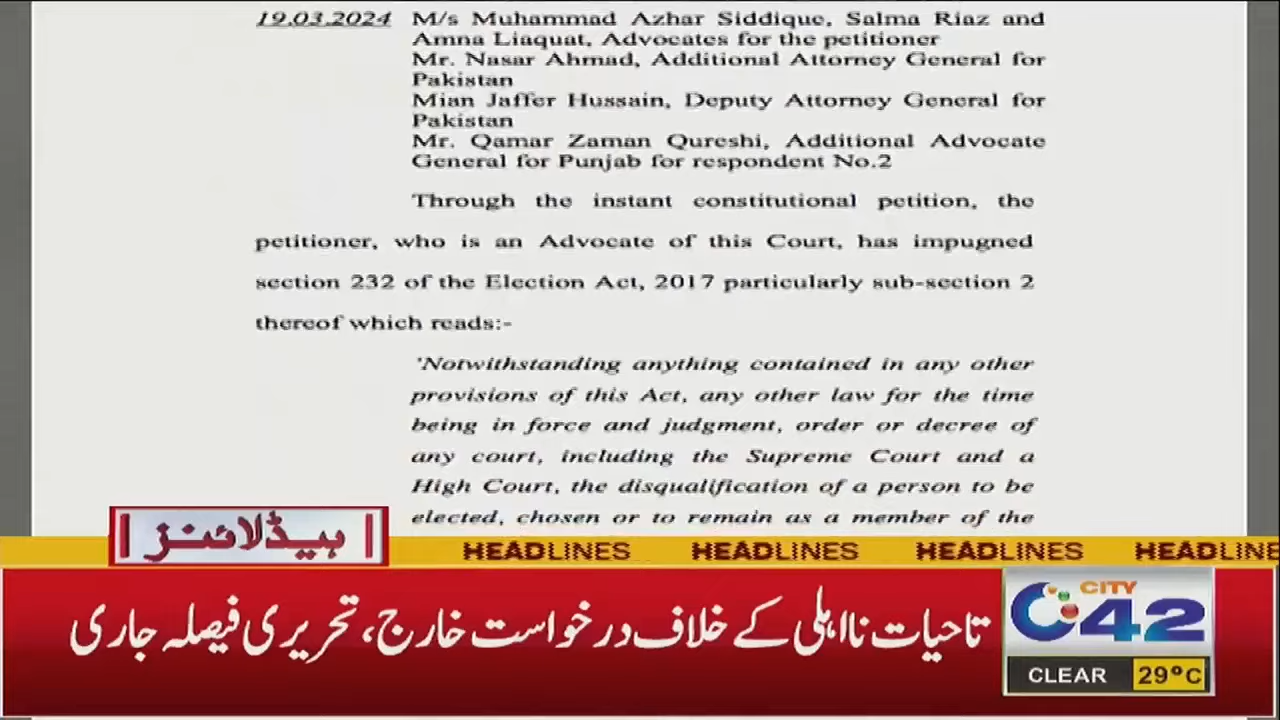 19.03.2024 M/s Muhammad Azhar Siddique, Salma Riaz and
Amna Liaquat, Advocates for the petitioner
Mr. Nasar Ahmad, Additional Attorney General for
Pakistan
Mian Jaffer Hussain, Deputy Attorney General for
Pakistan
Mr. Qamar Zaman Qureshi, Additional Advocate
General for Punjab for respondent No.2
Through the instant constitutional petition, the
petitioner, who is an Advocate of this Court, has impugned
section 232 of the Election Act, 2017 particularly sub-section 2
thereof which reads:-
'Notwithstanding anything contained in any other
provisions of this Act, any other law for the time
being in force and judgment, order or decree of
any court, including the Supreme Court and a
High Court, the disqualification of a person to be
elected, chosen or to remain as a member of the
ہیڈلائنز
HEADLINES HEADLINES HEADLINES HEADLINE
تاحیات نااہلی کے خلاف درخواست خارج، تحریری فیصلہ جاری
CITY
42
CLEAR 29°C